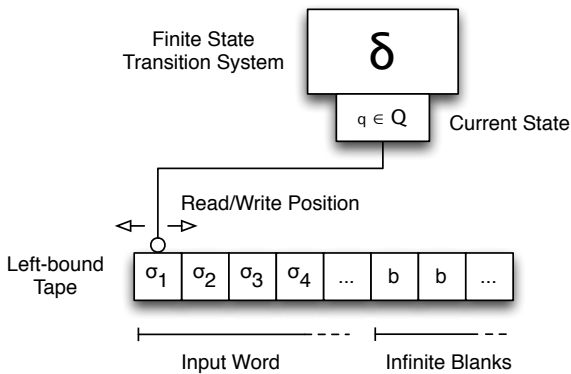 Finite State
Transition System
δ
q ∈ Q
Current State
Read/Write Position
Left-bound
Tape
σ1 σ2 σ3 σ4 ... b b ...
Input Word
Infinite Blanks